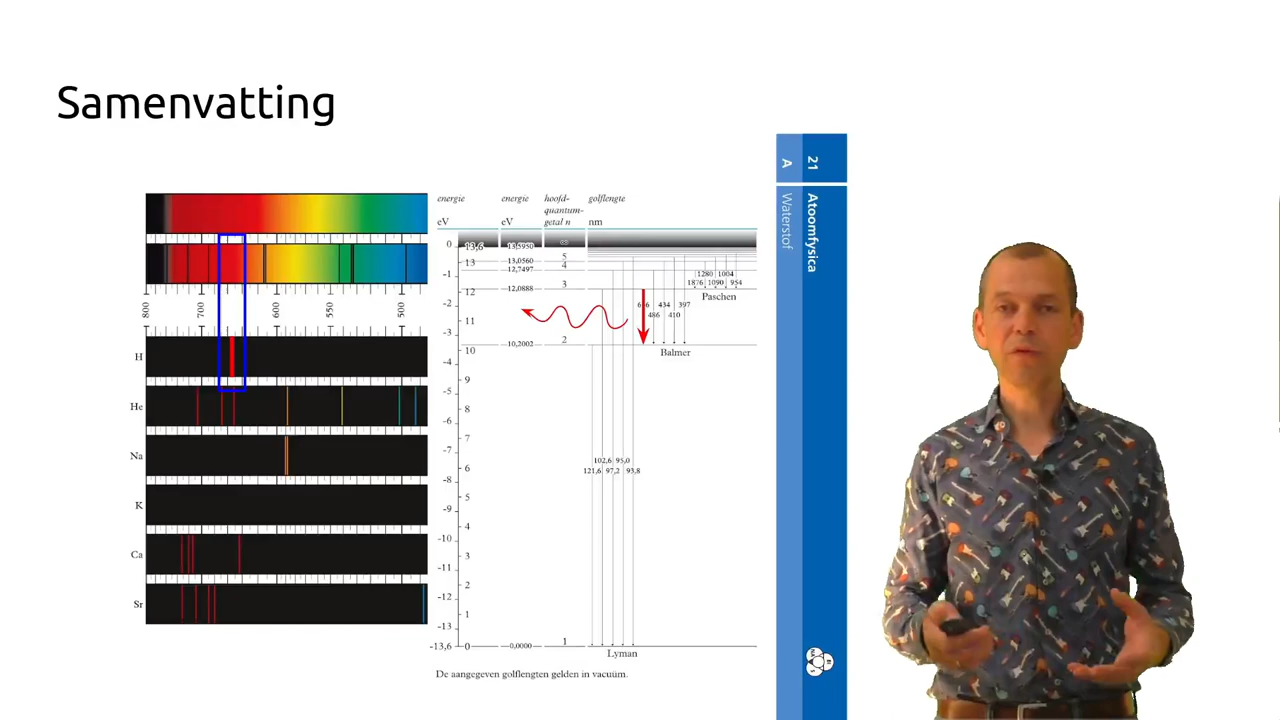 Samenvatting
800
700
600
550
500
H
He
Na
K
Ca
Sr
energie
energie
hoofd-
quantum-
getal n
golflengte
eV
eV
nm
0
-1
-2
-3
-4
-5
-6
-7
-8
-9
-10
-11
-12
-13
-13,6
13,6
13
12
11
10
9
8
7
6
5
4
3
2
1
0
13,0560
12,7497
12,0888
10,2002
0,0000
∞
5
4
3
2
1
1280 1004
1876 1090 954
Paschen
434 397
486 410
Balmer
102,6 95,0
121,6 97,2 93,8
Lyman
De aangegeven golflengten gelden in vacuüm.
21
A
Atoomfysica
Waterstof